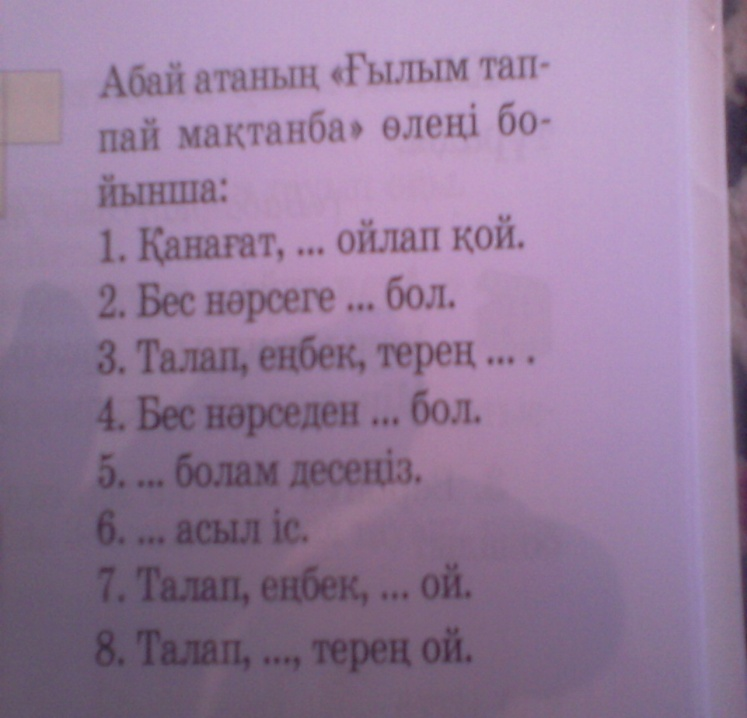 Абай атаның «Ғылым тап-
пай мақтанба» өлеңі бо-
йынша:
1. Қанағат, ... ойлап қой.
2. Бес нәрсеге ... бол.
3. Талап, еңбек, терең ... .
4. Бес нәрседен ... бол.
5. ... болам десеңіз.
6. ... асыл іс.
7. Талап, еңбек, ... ой.
8. Талап, ..., терең ой.